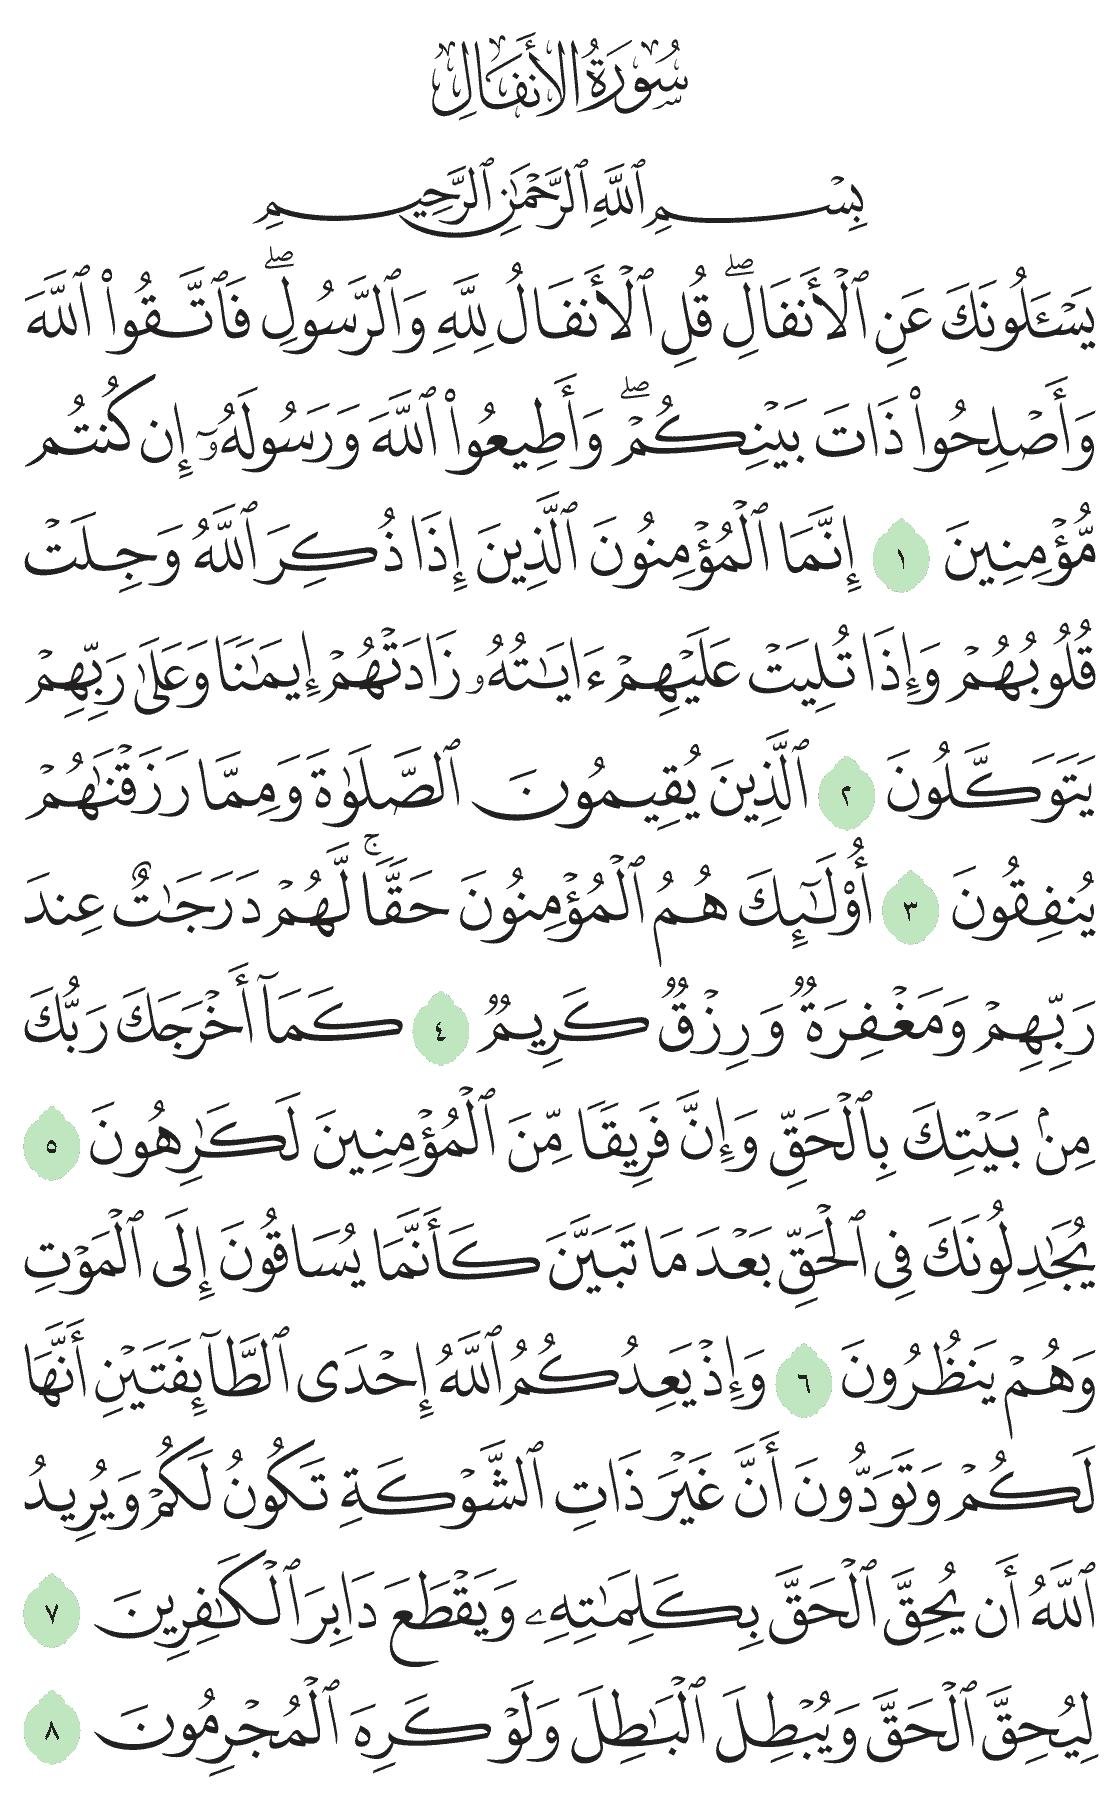 سُورَةُ الأَنفَالِ
بِسْمِ ٱللَّهِ ٱلرَّحْمَٰنِ ٱلرَّحِيمِ
يَسْـَٔلُونَكَ عَنِ ٱلْأَنفَالِۖ قُلِ ٱلْأَنفَالُ لِلَّهِ وَٱلرَّسُولِۖ فَٱتَّقُوا۟ ٱللَّهَ
وَأَصْلِحُوا۟ ذَاتَ بَيْنِكُمْۖ وَأَطِيعُوا۟ ٱللَّهَ وَرَسُولَهُۥٓ إِن كُنتُم
مُّؤْمِنِينَ ١ إِنَّمَا ٱلْمُؤْمِنُونَ ٱلَّذِينَ إِذَا ذُكِرَ ٱللَّهُ وَجِلَتْ
قُلُوبُهُمْ وَإِذَا تُلِيَتْ عَلَيْهِمْ ءَايَٰتُهُۥ زَادَتْهُمْ إِيمَٰنًا وَعَلَىٰ رَبِّهِمْ
يَتَوَكَّلُونَ ٢ ٱلَّذِينَ يُقِيمُونَ ٱلصَّلَوٰةَ وَمِمَّا رَزَقْنَٰهُمْ
يُنفِقُونَ ٣ أُو۟لَٰٓئِكَ هُمُ ٱلْمُؤْمِنُونَ حَقًّاۚ لَّهُمْ دَرَجَٰتٌ عِندَ
رَبِّهِمْ وَمَغْفِرَةٌ وَرِزْقٌ كَرِيمٌ ٤ كَمَآ أَخْرَجَكَ رَبُّكَ
مِنۢ بَيْتِكَ بِٱلْحَقِّ وَإِنَّ فَرِيقًا مِّنَ ٱلْمُؤْمِنِينَ لَكَٰرِهُونَ ٥
يُجَٰدِلُونَكَ فِى ٱلْحَقِّ بَعْدَ مَا تَبَيَّنَ كَأَنَّمَا يُسَاقُونَ إِلَى ٱلْمَوْتِ
وَهُمْ يَنظُرُونَ ٦ وَإِذْ يَعِدُكُمُ ٱللَّهُ إِحْدَى ٱلطَّآئِفَتَيْنِ أَنَّهَا
لَكُمْ وَتَوَدُّونَ أَنَّ غَيْرَ ذَاتِ ٱلشَّوْكَةِ تَكُونُ لَكُمْ وَيُرِيدُ
ٱللَّهُ أَن يُحِقَّ ٱلْحَقَّ بِكَلِمَٰتِهِۦ وَيَقْطَعَ دَابِرَ ٱلْكَٰفِرِينَ ٧
لِيُحِقَّ ٱلْحَقَّ وَيُبْطِلَ ٱلْبَٰطِلَ وَلَوْ كَرِهَ ٱلْمُجْرِمُونَ ٨